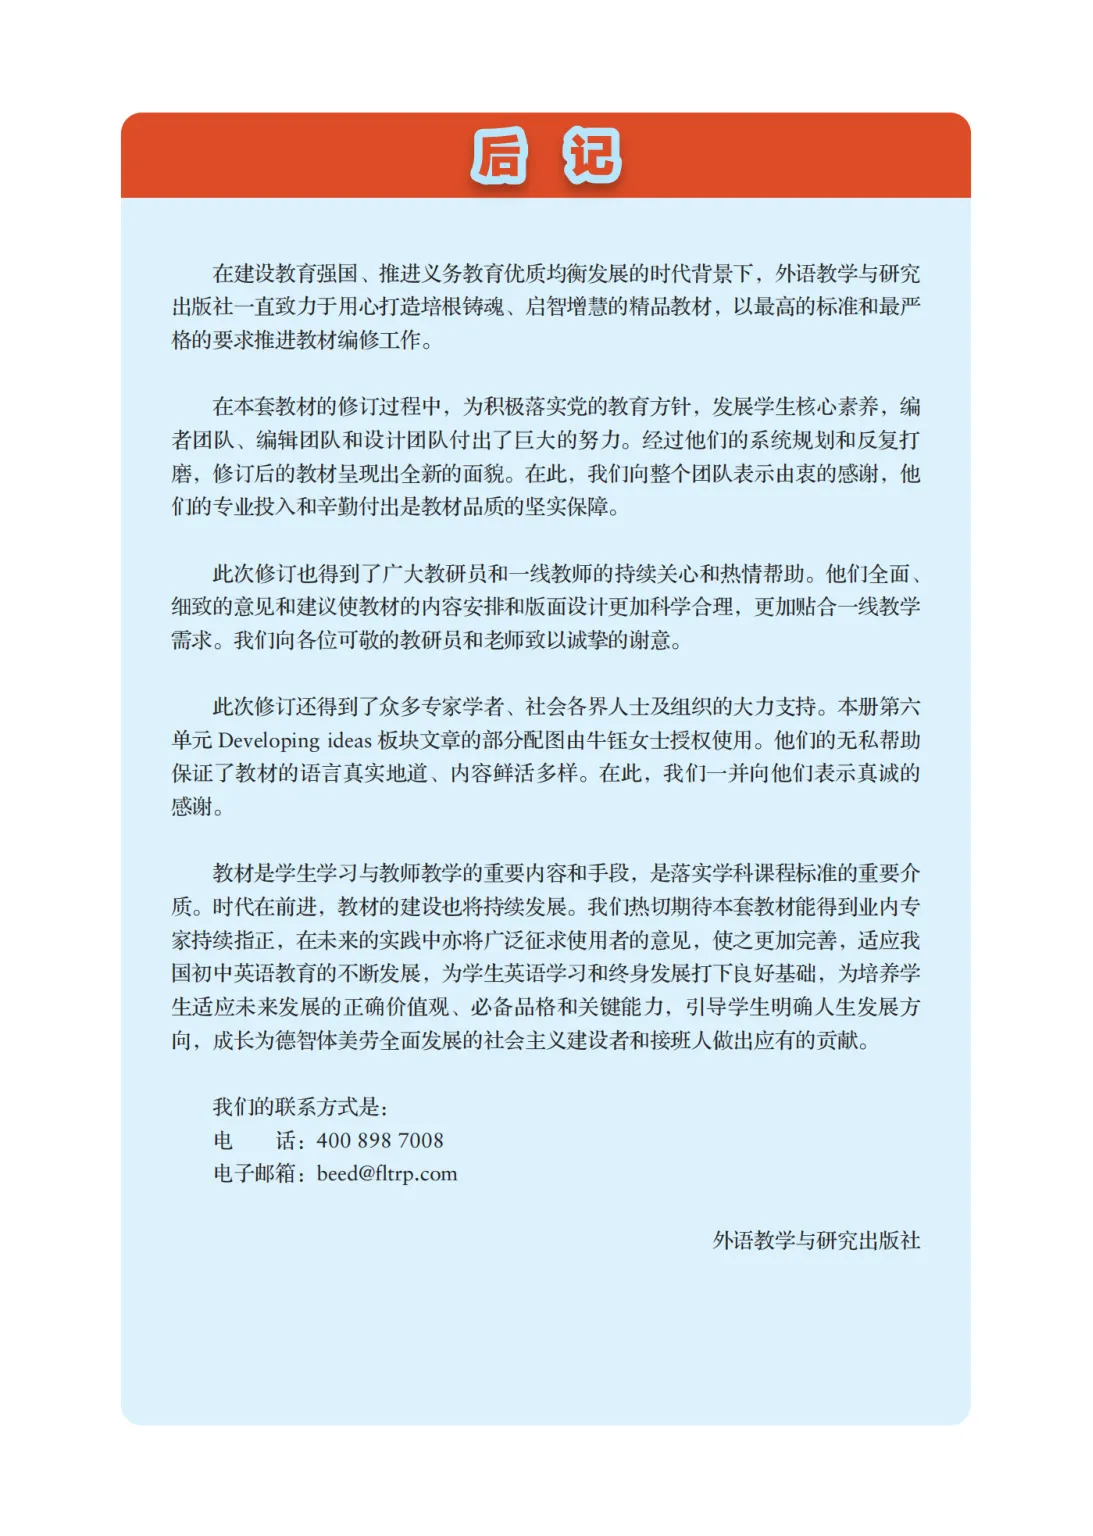 后 记
在建设教育强国、推进义务教育优质均衡发展的时代背景下，外语教学与研究
出版社一直致力于用心打造培根铸魂、启智增慧的精品教材，以最高的标准和最严
格的要求推进教材编修工作。
在本套教材的修订过程中，为积极落实党的教育方针，发展学生核心素养，编
者团队、编辑团队和设计团队付出了巨大的努力。经过他们的系统规划和反复打
磨，修订后的教材呈现出全新的面貌。在此，我们向整个团队表示由衷的感谢，他
们的专业投入和辛勤付出是教材品质的坚实保障。
此次修订也得到了广大教研员和一线教师的持续关心和热情帮助。他们全面、
细致的意见和建议使教材的内容安排和版面设计更加科学合理，更加贴合一线教学
需求。我们向各位可敬的教研员和老师致以诚挚的谢意。
此次修订还得到了众多专家学者、社会各界人士及组织的大力支持。本册第六
单元 Developing ideas 板块文章的部分配图由牛钰女士授权使用。他们的无私帮助
保证了教材的语言真实地道、内容鲜活多样。在此，我们一并向他们表示真诚的
感谢。
教材是学生学习与教师教学的重要内容和手段，是落实学科课程标准的重要介
质。时代在前进，教材的建设也将持续发展。我们热切期待本套教材能得到业内专
家持续指正，在未来的实践中亦将广泛征求使用者的意见，使之更加完善，适应我
国初中英语教育的不断发展，为学生英语学习和终身发展打下良好基础，为培养学
生适应未来发展的正确价值观、必备品格和关键能力，引导学生明确人生发展方
向，成长为德智体美劳全面发展的社会主义建设者和接班人做出应有的贡献。
我们的联系方式是：
电　　话：400 898 7008
电子邮箱：beed@fltrp.com
外语教学与研究出版社